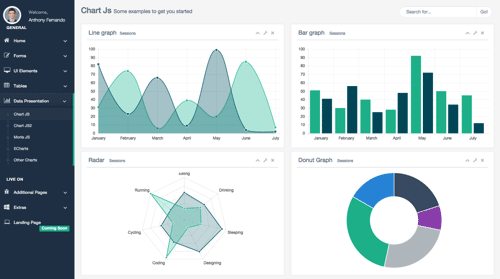 Welcome,
Anthony Fernando
GENERAL
Home
Forms
UI Elements
Tables
Data Presentation
Chart JS
Chart JS2
Moris JS
ECharts
Other Charts
LIVE ON
Additional Pages
Extras
Landing Page
Coming Soon
Chart Js Some examples to get you started
Search for...
Go!
Line graph Sessions
100
90
80
70
60
50
40
30
20
10
0
January February March April May June July
Bar graph Sessions
100
90
80
70
60
50
40
30
20
10
0
January February March April May June July
Radar Sessions
Eating
Drinking
Sleeping
Designing
Coding
Cycling
Running
Donut Graph Sessions